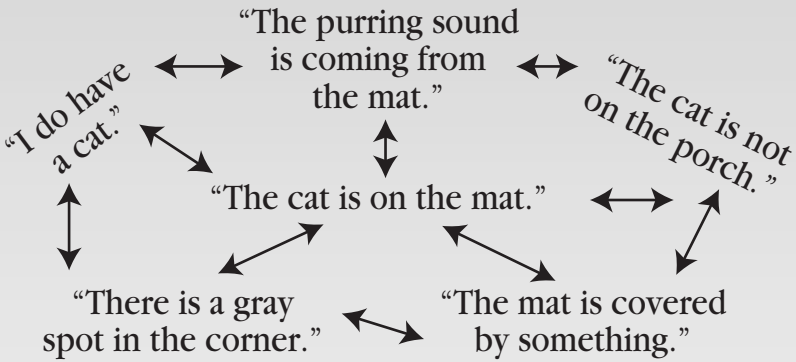 “The purring sound
is coming from
the mat.”
“I do have
a cat.”
“The cat is not
on the porch.”
“The cat is on the mat.”
“There is a gray
spot in the corner.”
“The mat is covered
by something.”